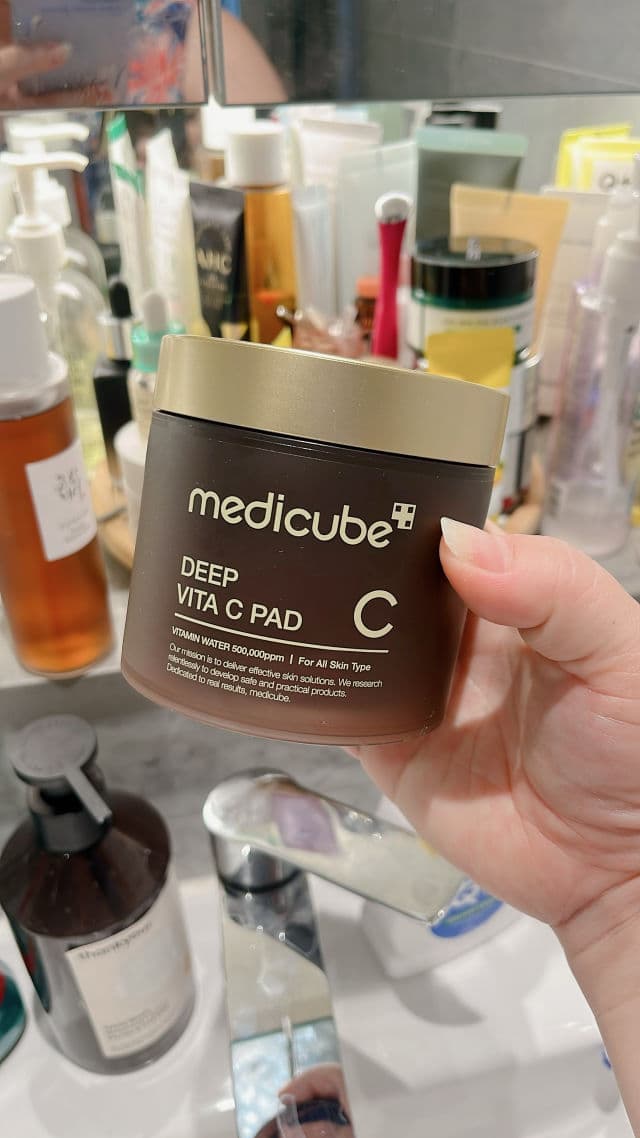 AHC
medicube
DEEP
VITA C PAD
C
VITAMIN WATER 500,000ppm | For All Skin Type
Our mission is to deliver effective skin solutions. We research
relentlessly to develop safe and practical products.
Dedicated to real results, medicube.